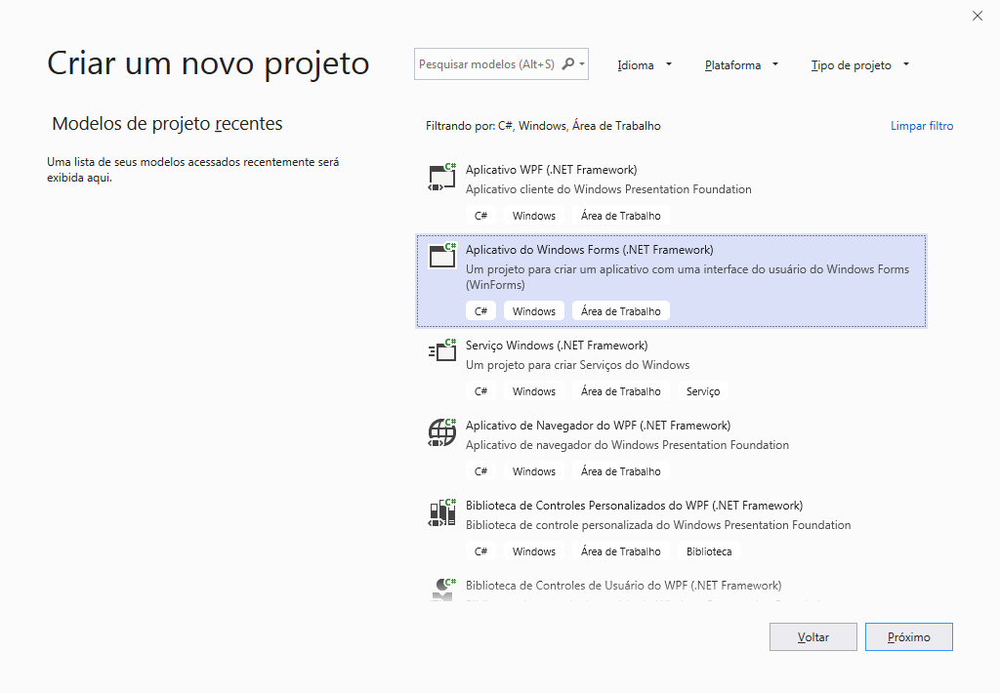 Criar um novo projeto
Pesquisar modelos (Alt+S)
Idioma
Plataforma
Tipo de projeto
Modelos de projeto recentes
Uma lista de seus modelos acessados recentemente será
exibida aqui.
Filtrando por: C#, Windows, Área de Trabalho
Limpar filtro
C#
Aplicativo WPF (.NET Framework)
Aplicativo cliente do Windows Presentation Foundation
C# Windows Área de Trabalho
C#
Aplicativo do Windows Forms (.NET Framework)
Um projeto para criar um aplicativo com uma interface do usuário do Windows Forms
(WinForms)
C# Windows Área de Trabalho
C#
Serviço Windows (.NET Framework)
Um projeto para criar Serviços do Windows
C# Windows Área de Trabalho Serviço
C#
Aplicativo de Navegador do WPF (.NET Framework)
Aplicativo de navegador do Windows Presentation Foundation
C# Windows Área de Trabalho
C#
Biblioteca de Controles Personalizados do WPF (.NET Framework)
Biblioteca de controle personalizada do Windows Presentation Foundation
C# Windows Área de Trabalho Biblioteca
C#
Biblioteca de Controles de Usuário do WPF (.NET Framework)
Voltar
Próximo